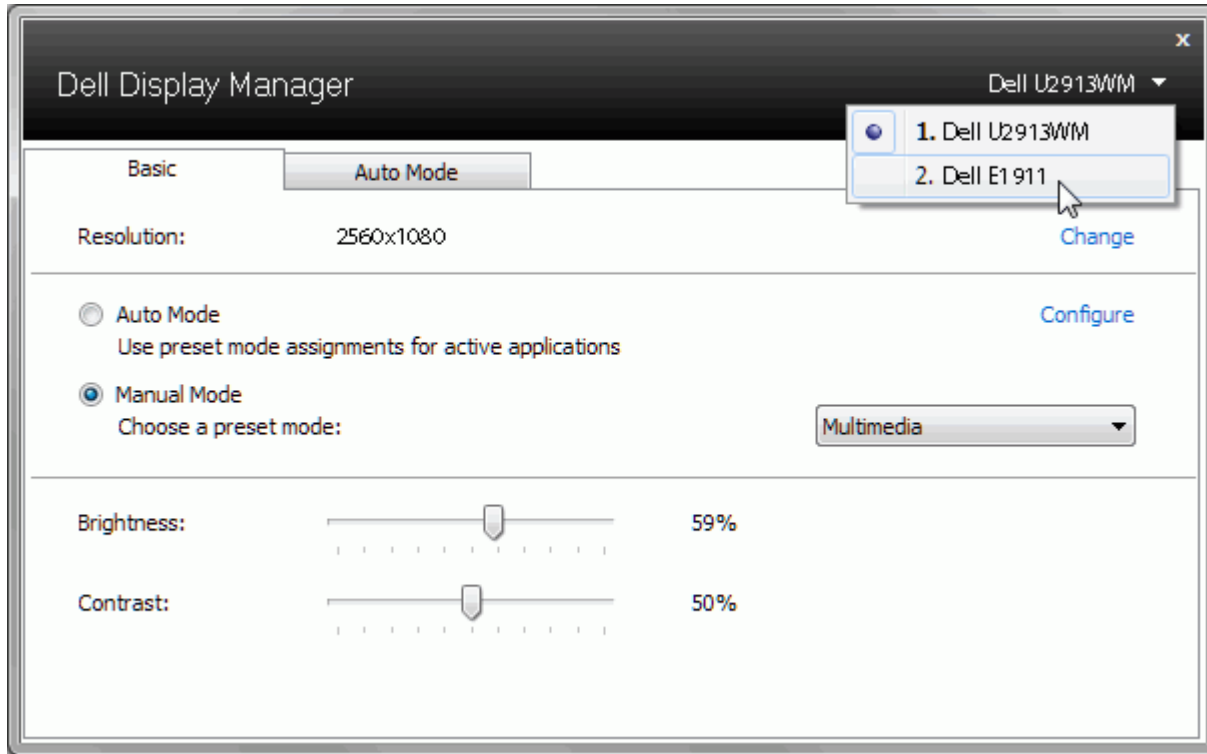 x
Dell Display Manager
Dell U2913WM
1. Dell U2913WM
2. Dell E1911
Basic
Auto Mode
Resolution:
2560x1080
Change
Auto Mode
Configure
Use preset mode assignments for active applications
Manual Mode
Choose a preset mode:
Multimedia
Brightness:
59%
Contrast:
50%